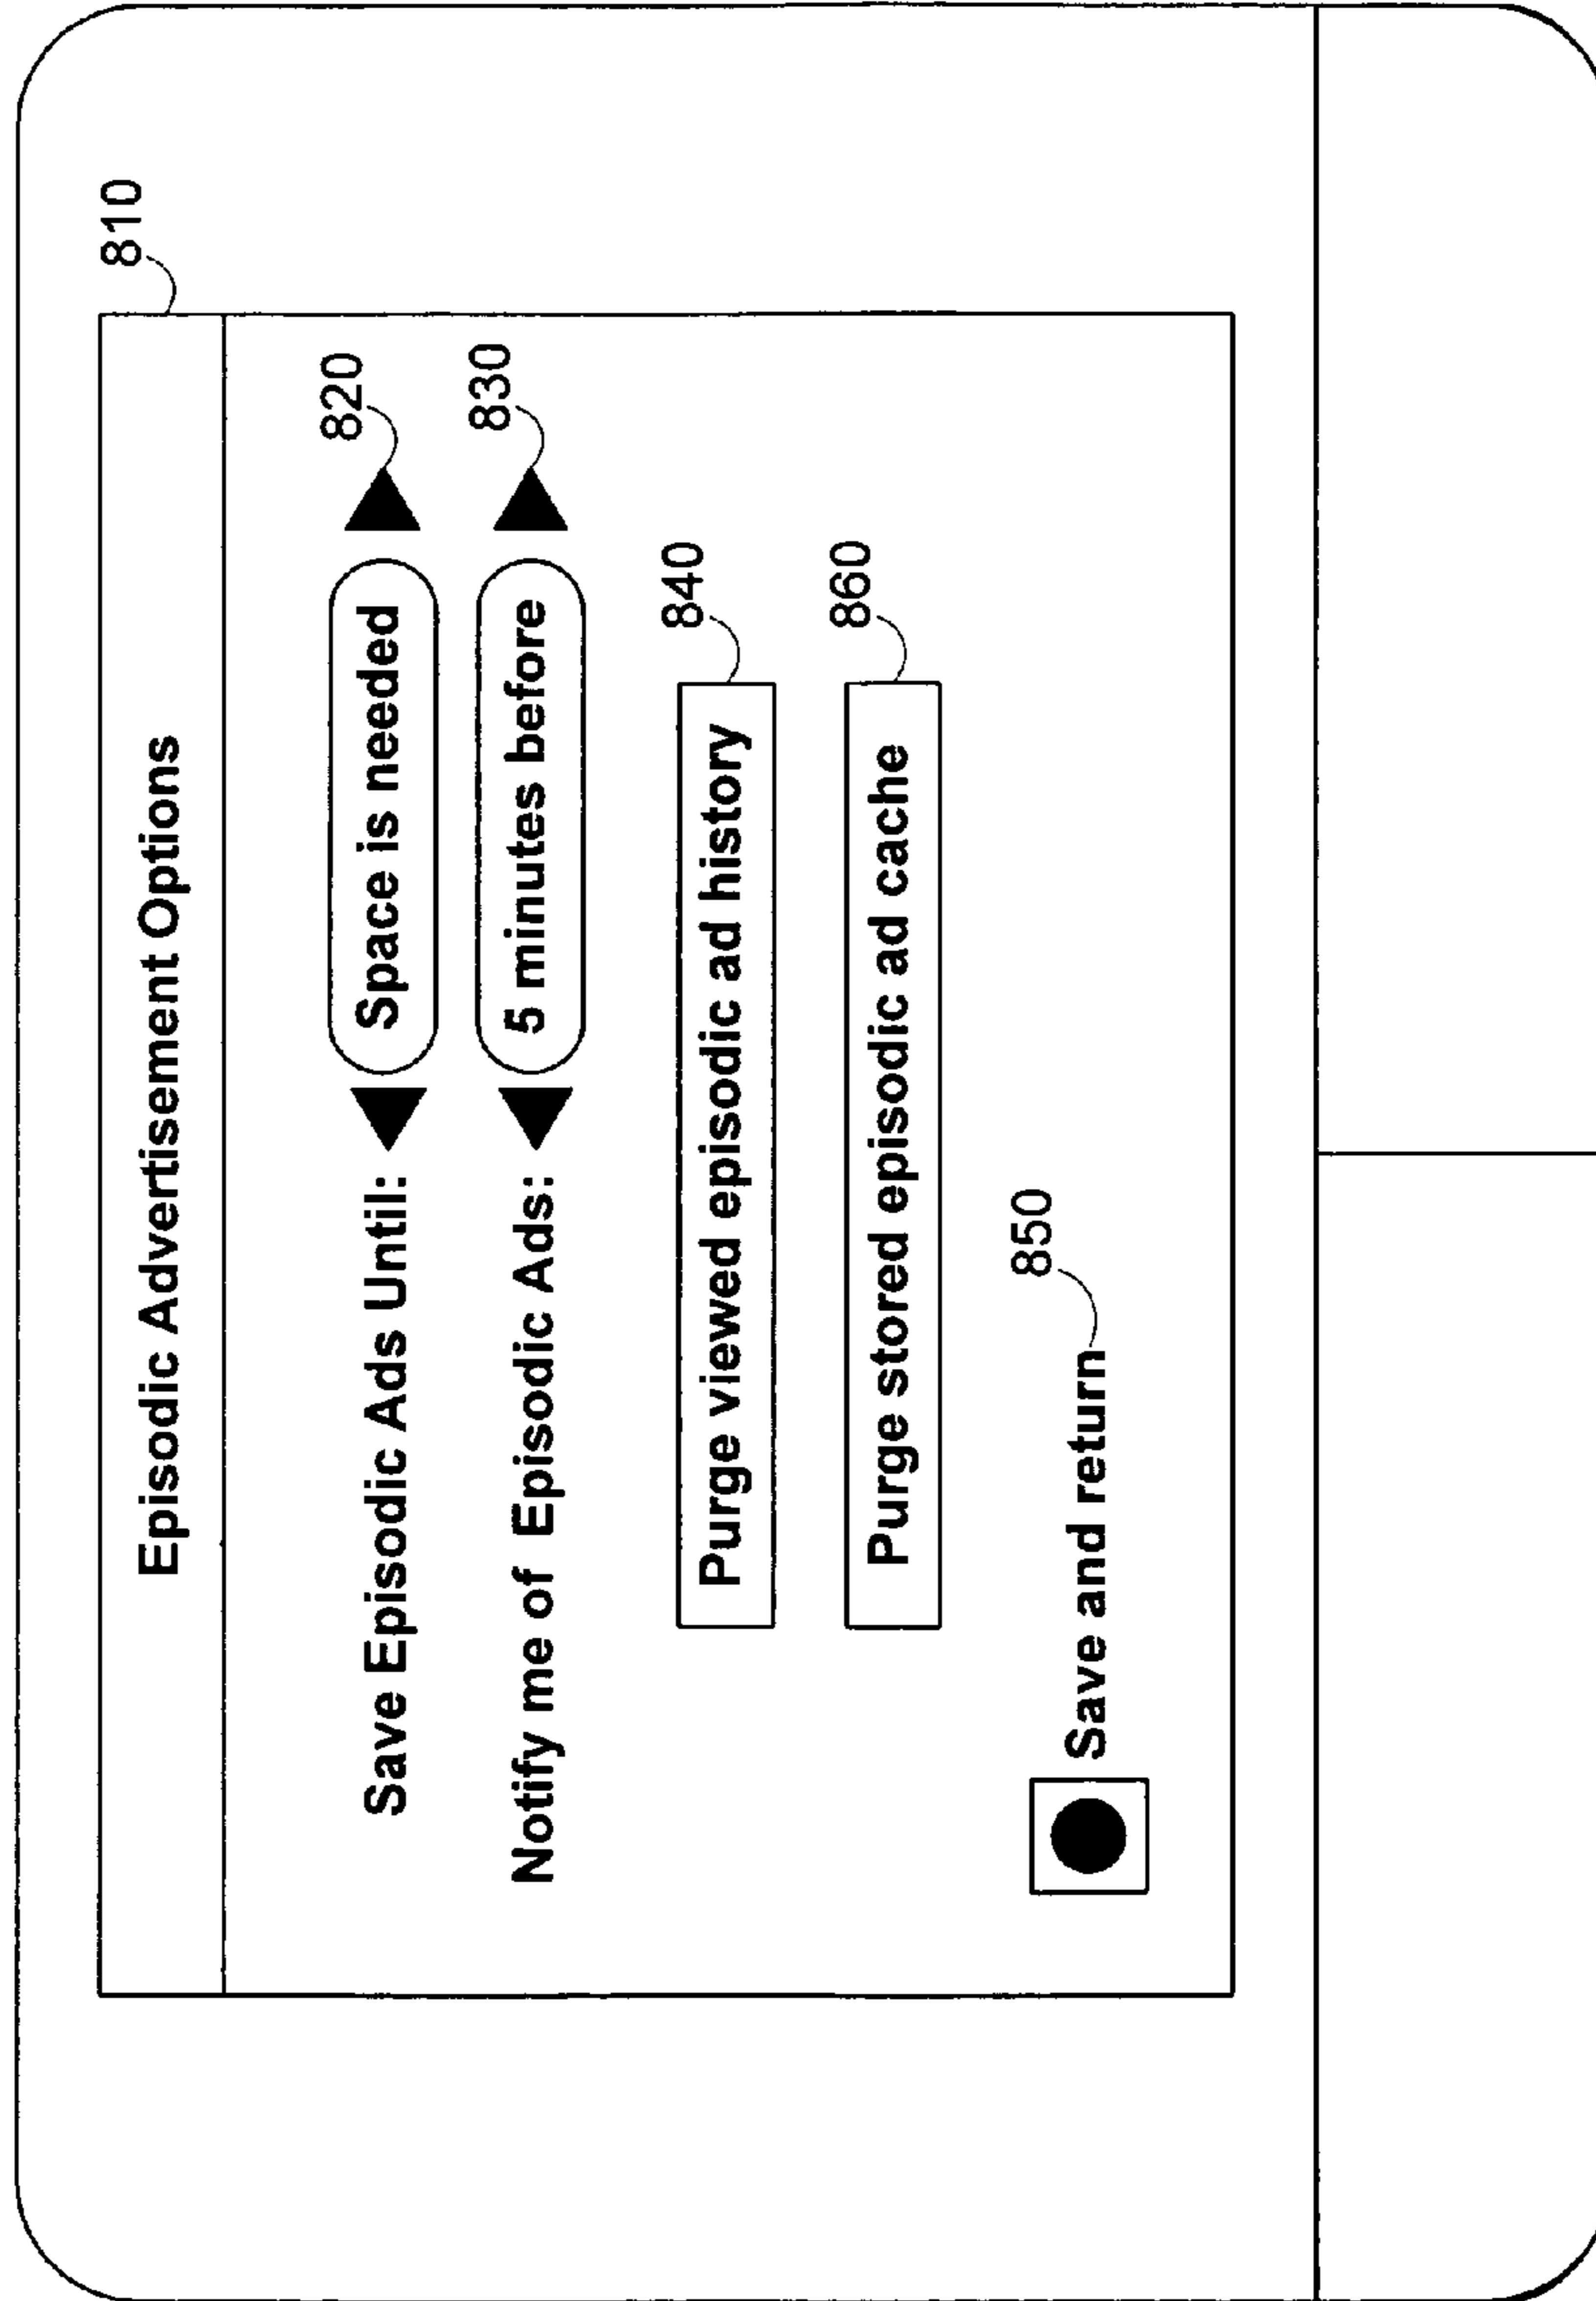 810
Episodic Advertisement Options
820
Save Episodic Ads Until: Space is needed
830
Notify me of Episodic Ads: 5 minutes before
840
Purge viewed episodic ad history
860
Purge stored episodic ad cache
850
Save and return